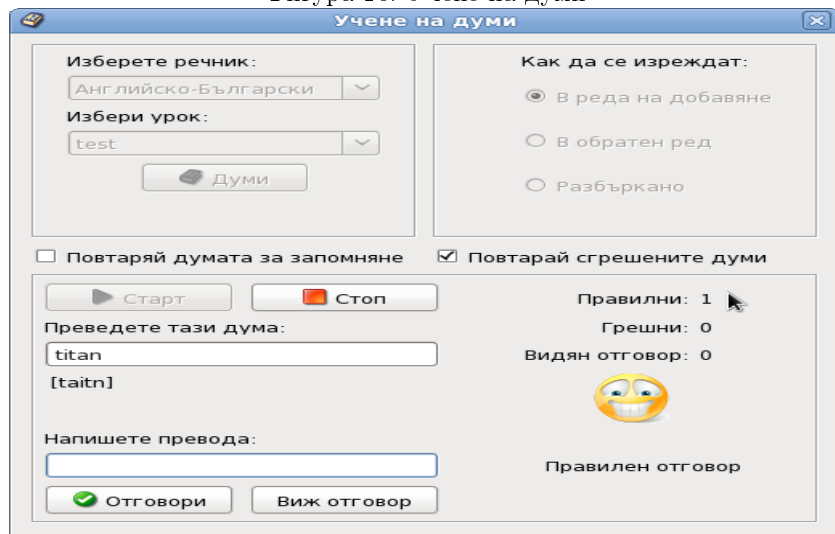 Учене на думи
Изберете речник:
Английско-Български
Избери урок:
test
Думи
Как да се изреждат:
В реда на добавяне
В обратен ред
Разбъркано
Повтаряй думата за запомняне
Повтарай сгрешените думи
Старт
Стоп
Преведете тази дума:
titan
[taitn]
Напишете превода:
Отговори
Виж отговор
Правилни: 1
Грешни: 0
Видян отговор: 0
Правилен отговор